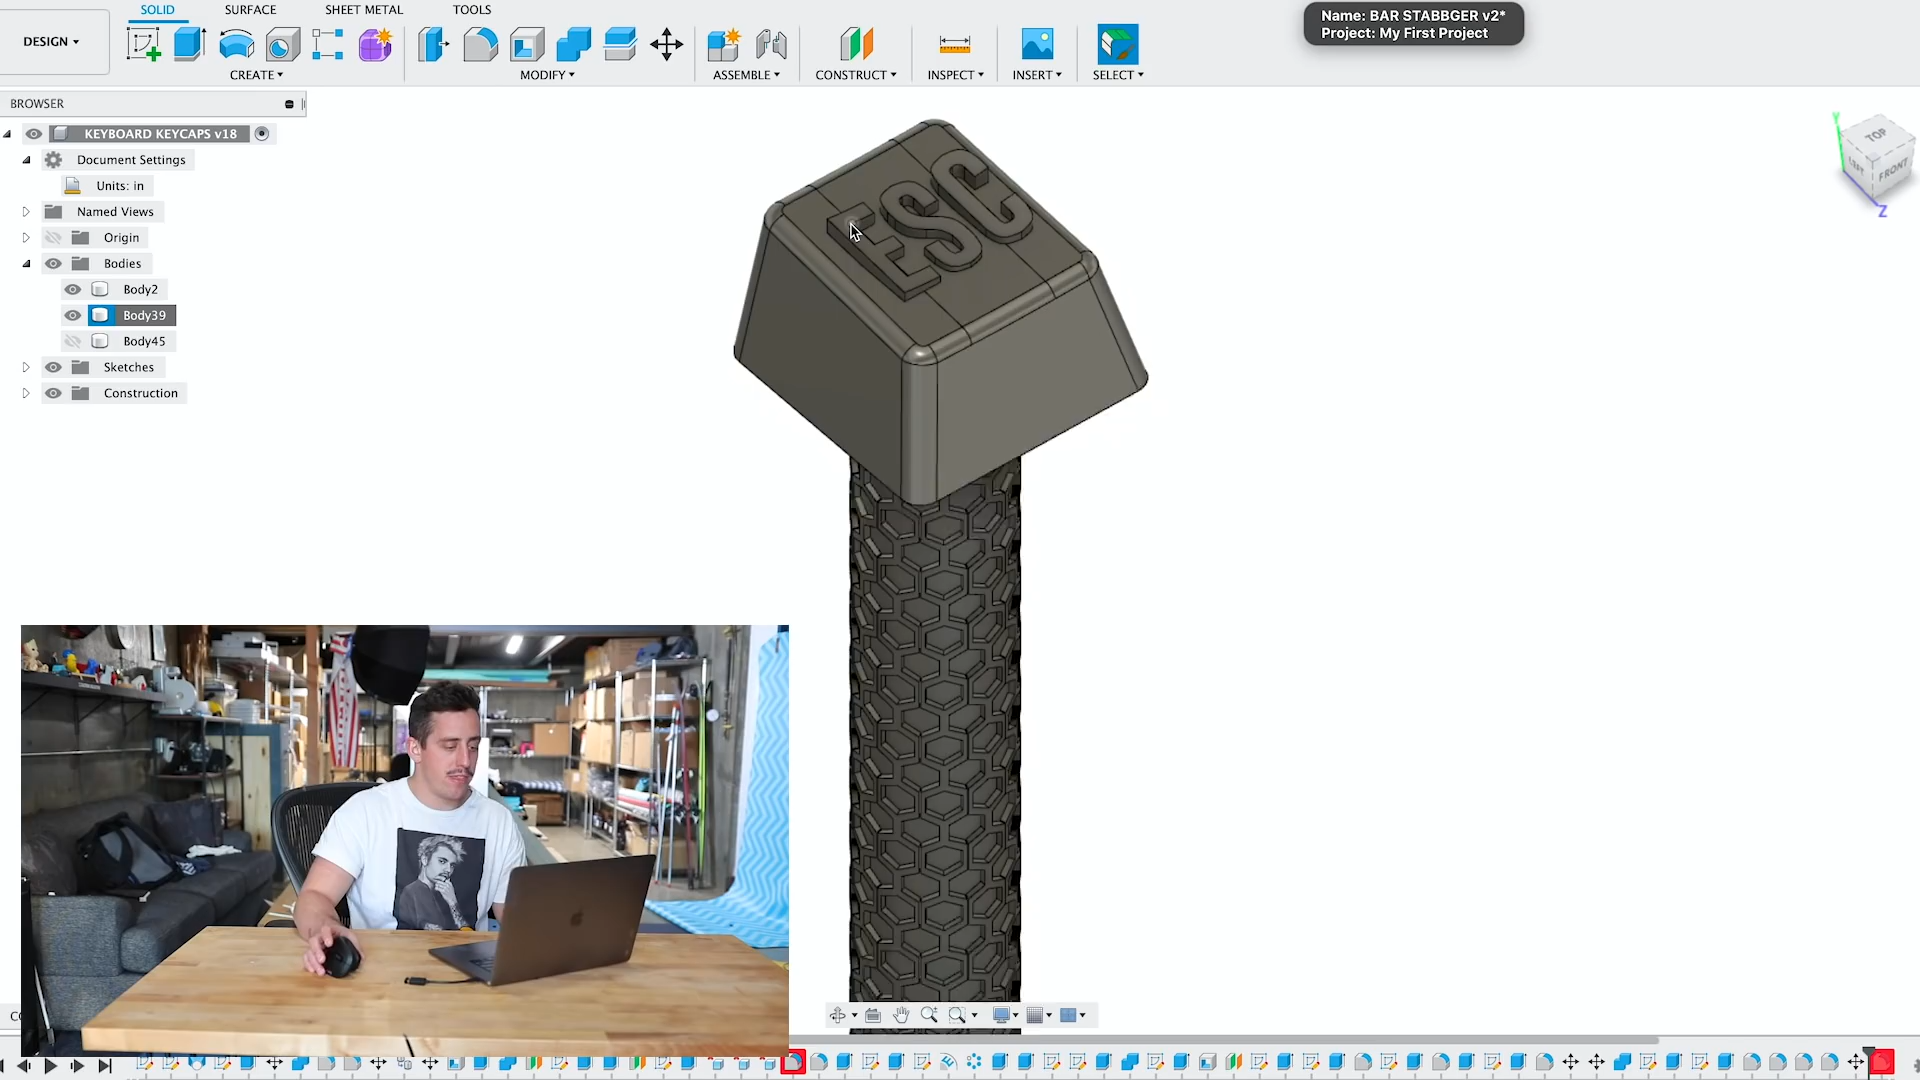 SOLID SURFACE SHEET METAL TOOLS
DESIGN
CREATE MODIFY ASSEMBLE CONSTRUCT INSPECT INSERT SELECT
Name: BAR STABBGER v2*
Project: My First Project
BROWSER
KEYBOARD KEYCAPS v18
Document Settings
Units: in
Named Views
Origin
Bodies
Body2
Body39
Body45
Sketches
Construction
ESC
TOP
LEFT
FRONT
Y
Z